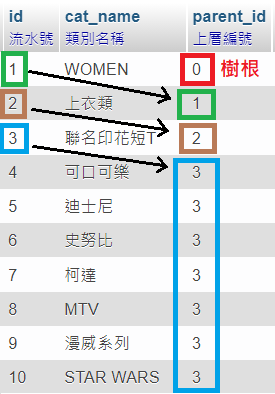 id cat_name parent_id
流水號 類別名稱 上層編號
1 WOMEN 0 樹根
2 上衣類 1
3 聯名印花短T 2
4 可口可樂 3
5 迪士尼 3
6 史努比 3
7 柯達 3
8 MTV 3
9 漫威系列 3
10 STAR WARS 3